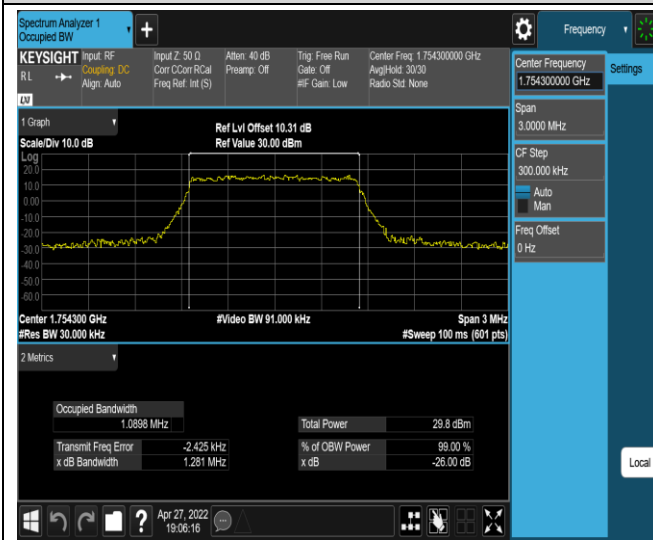 Spectrum Analyzer 1
Occupied BW
+
Frequency
KEYSIGHT
R L
LXI
Input: RF
Coupling: DC
Align: Auto
Input Z: 50 Ω
Corr CCorr RCal
Freq Ref: Int (S)
Atten: 40 dB
Preamp: Off
Trig: Free Run
Gate: Off
#IF Gain: Low
Center Freq: 1.754300000 GHz
Avg|Hold: 30/30
Radio Std: None
1 Graph
Scale/Div 10.0 dB
Ref Lvl Offset 10.31 dB
Ref Value 30.00 dBm
Log
20.0
10.0
0.00
-10.0
-20.0
-30.0
-40.0
-50.0
-60.0
Center 1.754300 GHz
#Res BW 30.000 kHz
#Video BW 91.000 kHz
Span 3 MHz
#Sweep 100 ms (601 pts)
2 Metrics
Occupied Bandwidth
1.0898 MHz
Transmit Freq Error -2.425 kHz
x dB Bandwidth 1.281 MHz
Total Power 29.8 dBm
% of OBW Power 99.00 %
x dB -26.00 dB
Center Frequency
1.754300000 GHz
Settings
Span
3.0000 MHz
CF Step
300.000 kHz
Auto
Man
Freq Offset
0 Hz
Local
?
Apr 27, 2022
19:06:16